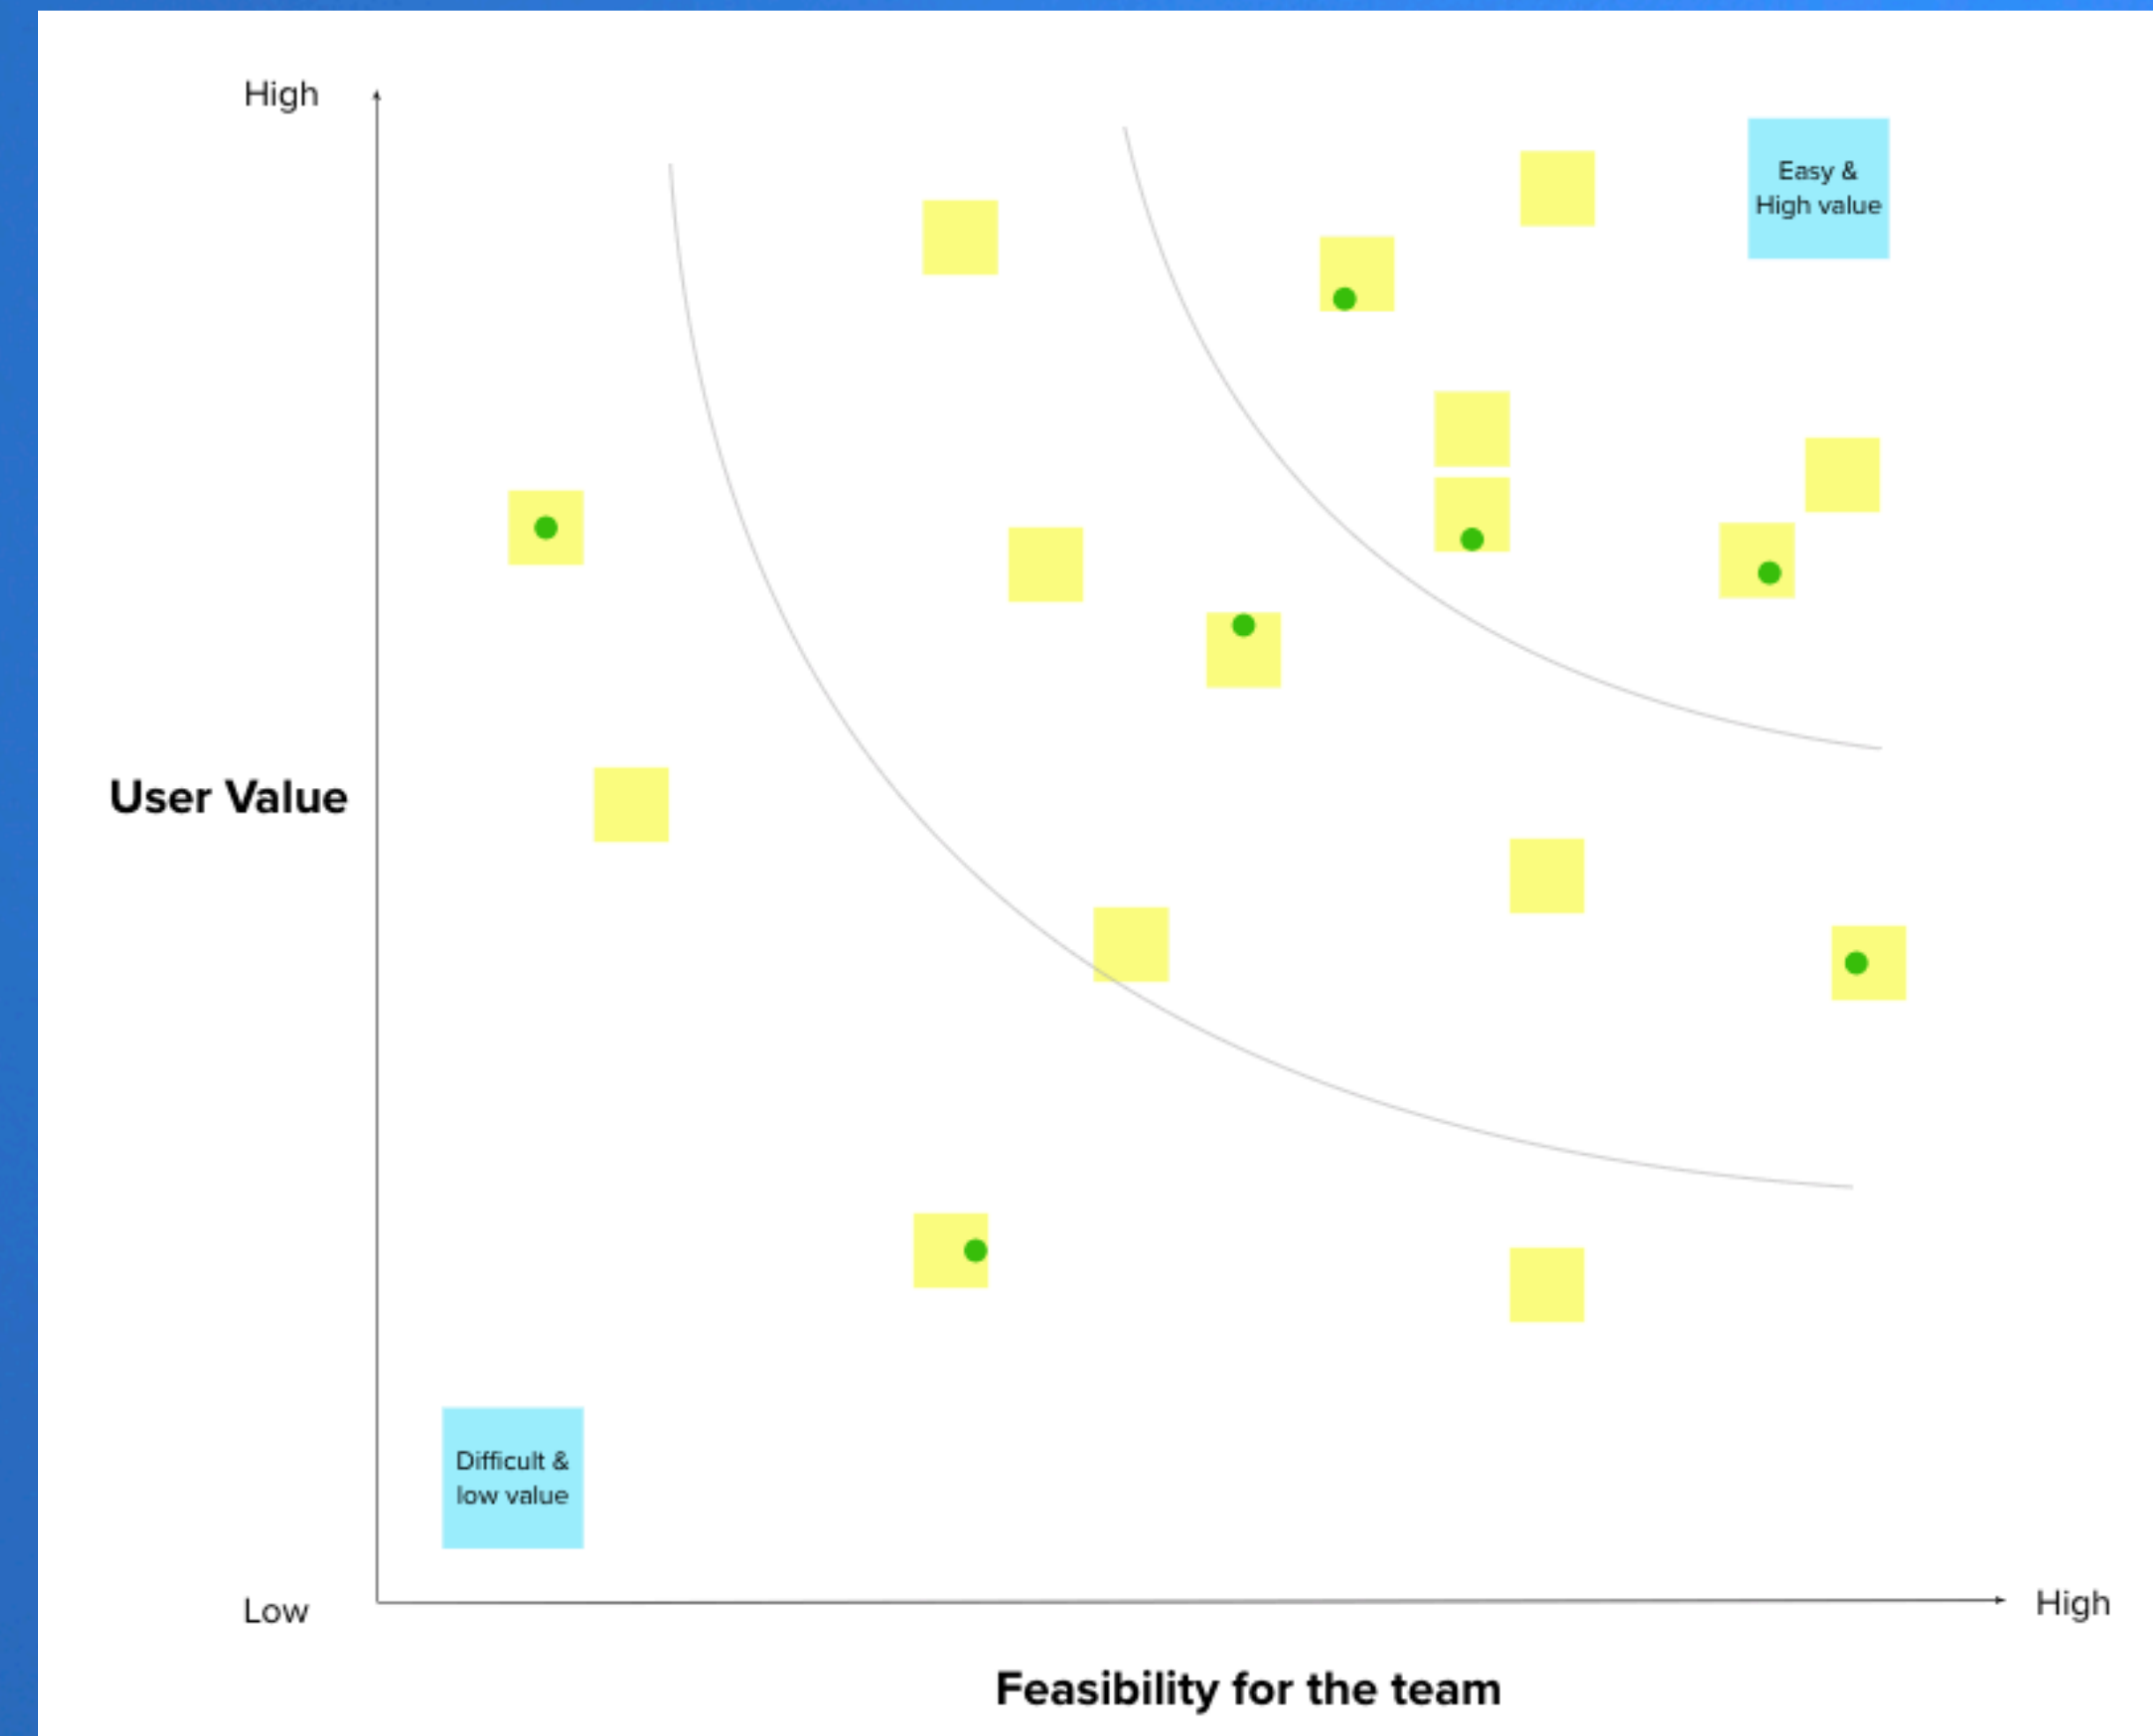 High
Easy &
High value
User Value
Difficult &
low value
Low
High
Feasibility for the team